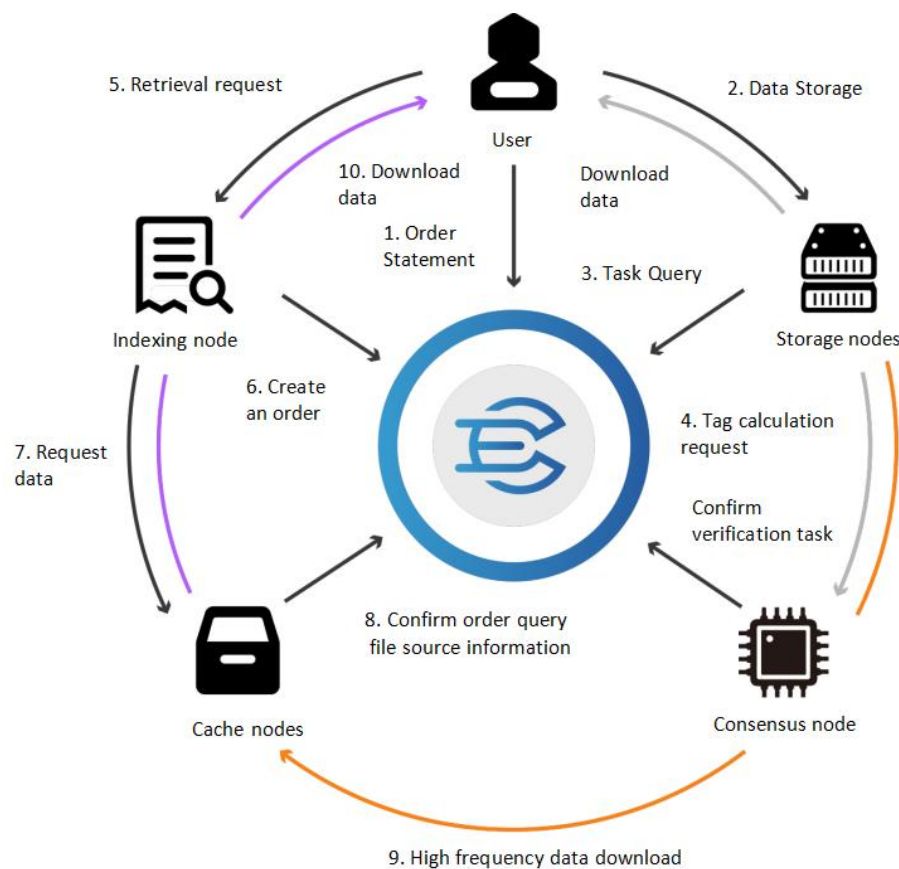 5. Retrieval request
2. Data Storage
User
10. Download
data
Download
data
1. Order
Statement
3. Task Query
Indexing node
Storage nodes
6. Create
an order
4. Tag calculation
request
7. Request
data
Confirm
verification task
8. Confirm order query
file source information
Cache nodes
Consensus node
9. High frequency data download